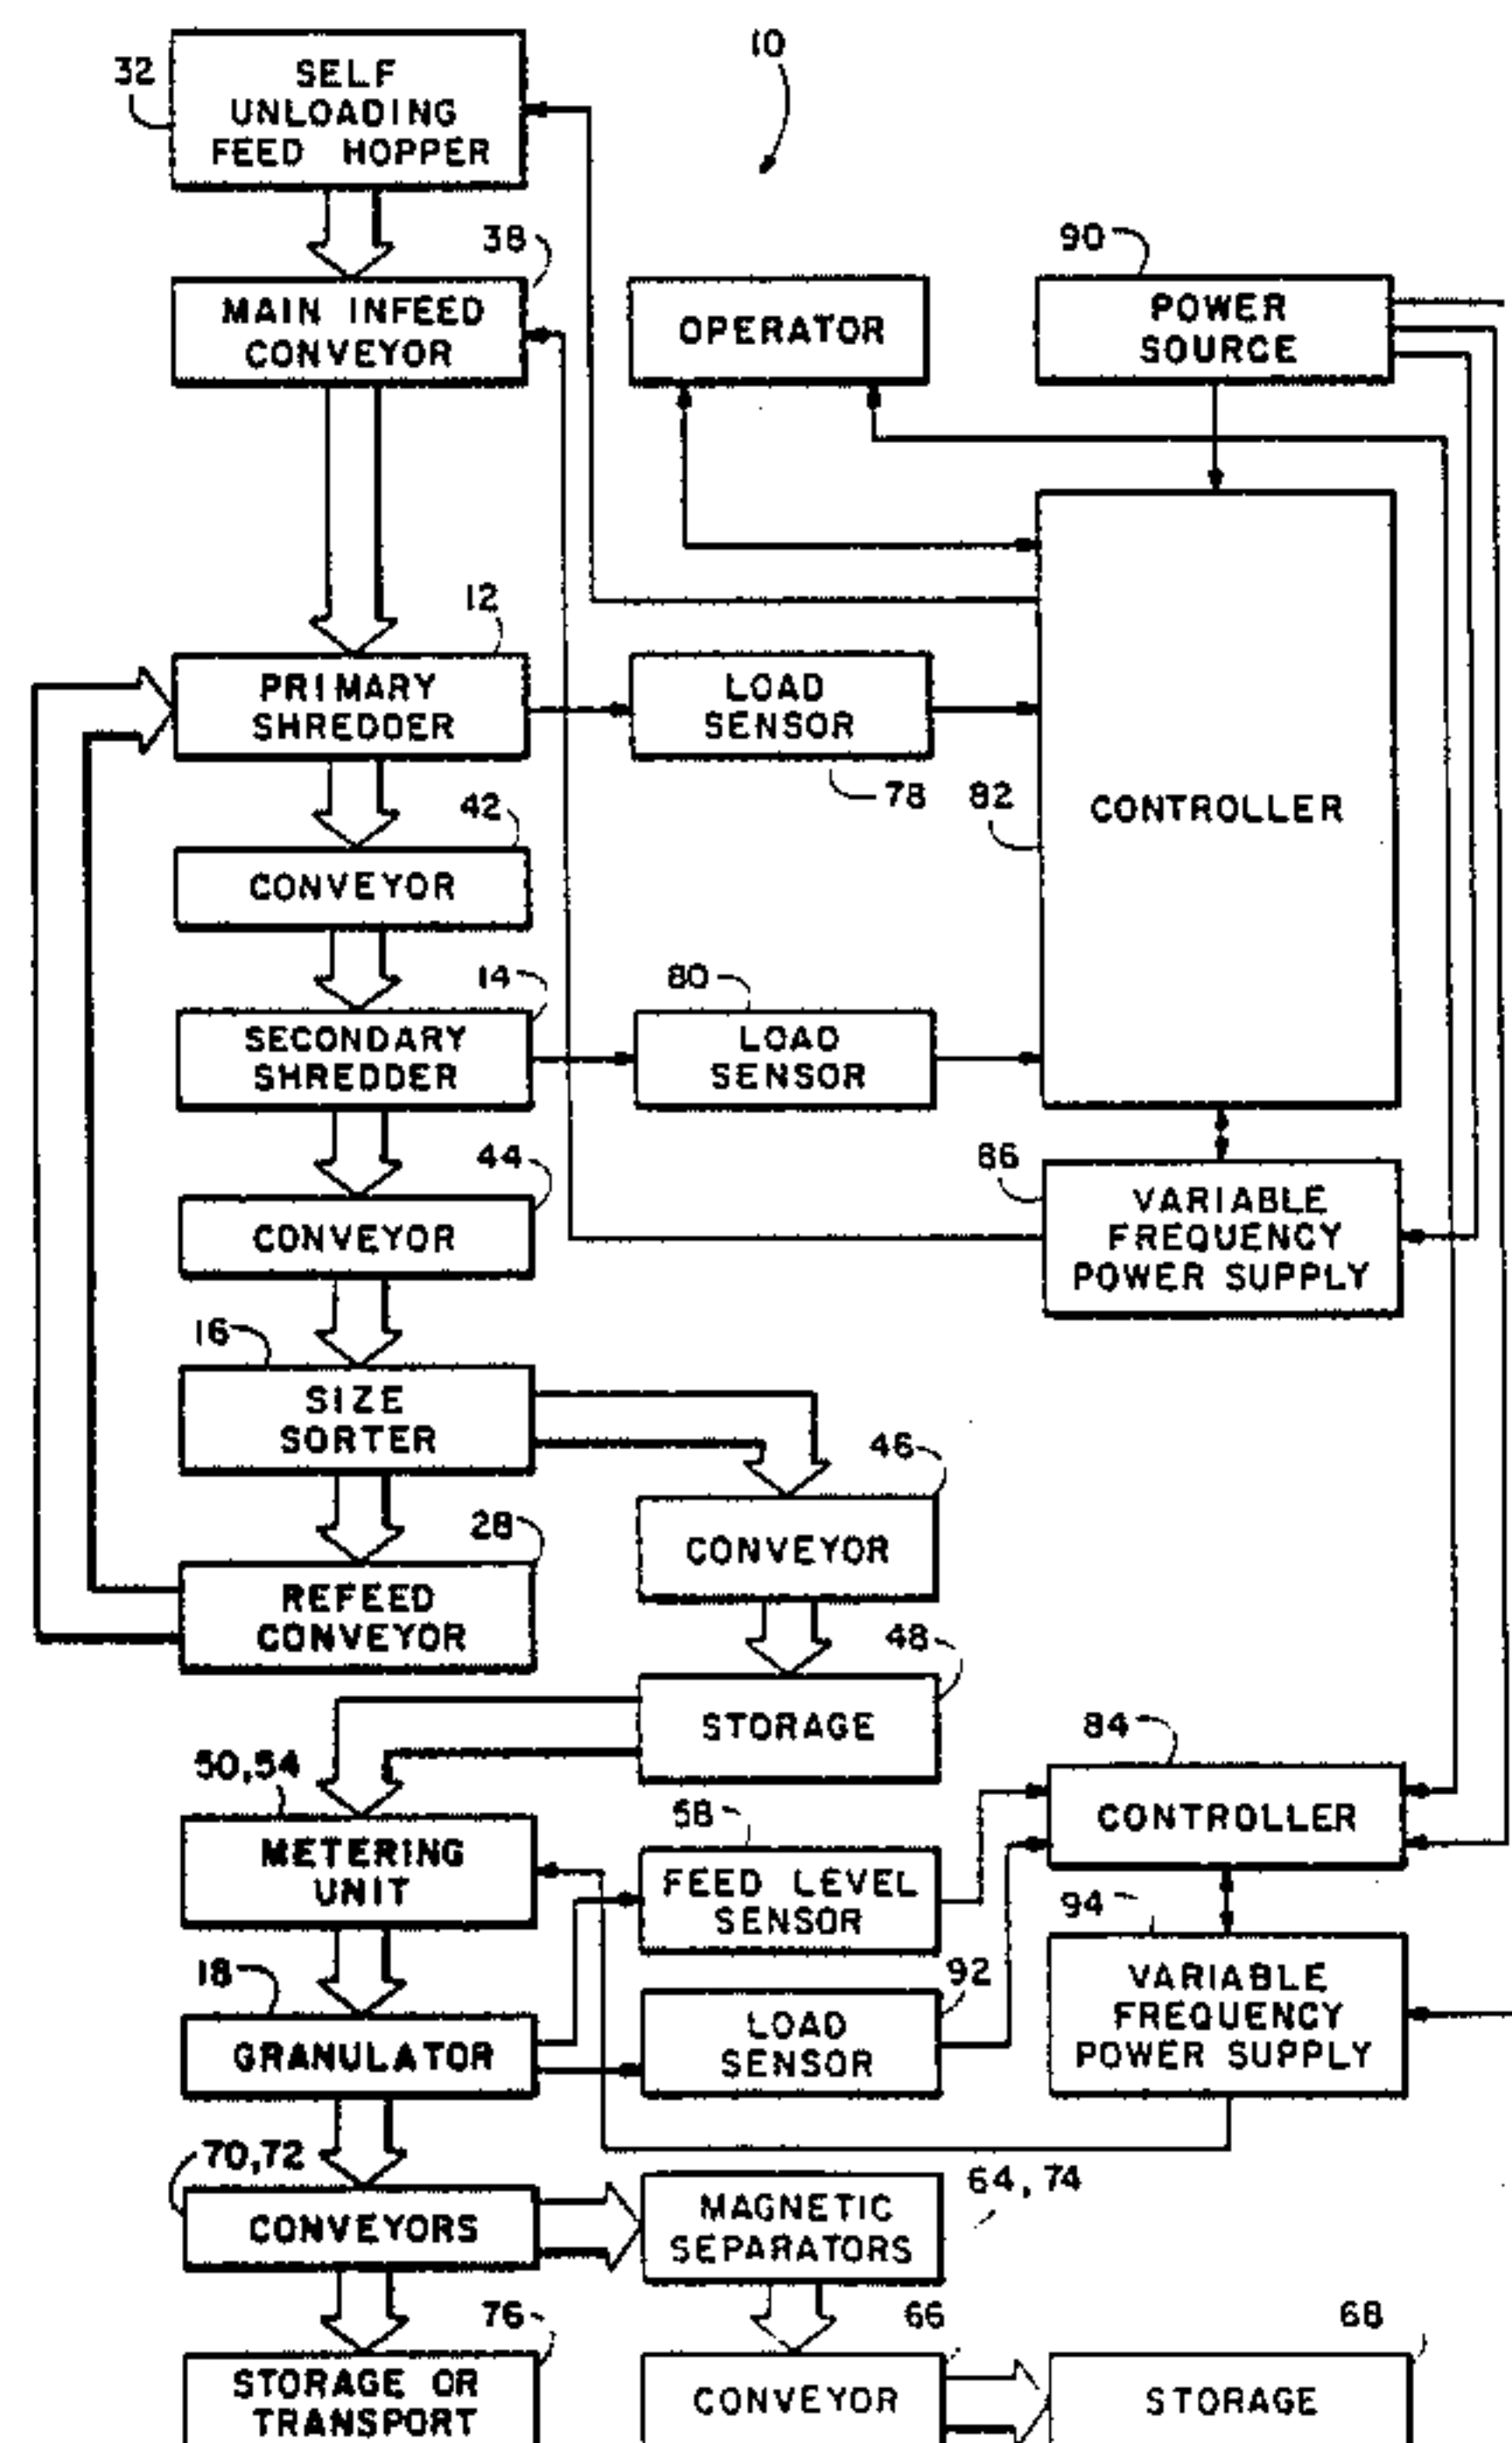 10
32
SELF
UNLOADING
FEED HOPPER
38
MAIN INFEED
CONVEYOR
OPERATOR
90
POWER
SOURCE
12
PRIMARY
SHREDDER
LOAD
SENSOR
78
82
CONTROLLER
42
CONVEYOR
14
SECONDARY
SHREDDER
80
LOAD
SENSOR
44
CONVEYOR
86
VARIABLE
FREQUENCY
POWER SUPPLY
16
SIZE
SORTER
46
CONVEYOR
28
REFEED
CONVEYOR
48
STORAGE
50,54
METERING
UNIT
58
FEED LEVEL
SENSOR
84
CONTROLLER
18
GRANULATOR
92
LOAD
SENSOR
94
VARIABLE
FREQUENCY
POWER SUPPLY
70,72
CONVEYORS
MAGNETIC
SEPARATORS
64,74
76
STORAGE OR
TRANSPORT
66
CONVEYOR
68
STORAGE